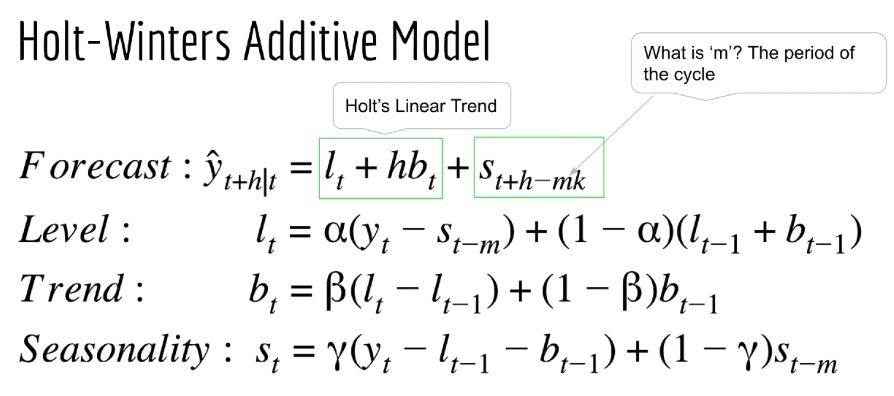 Holt-Winters Additive Model
What is ‘m’? The period of
the cycle
Holt's Linear Trend
Forecast : ŷ_{t+h|t} = l_t + hb_t + s_{t+h−mk}
Level : l_t = α(y_t − s_{t−m}) + (1 − α)(l_{t−1} + b_{t−1})
Trend : b_t = β(l_t − l_{t−1}) + (1 − β)b_{t−1}
Seasonality : s_t = γ(y_t − l_{t−1} − b_{t−1}) + (1 − γ)s_{t−m}